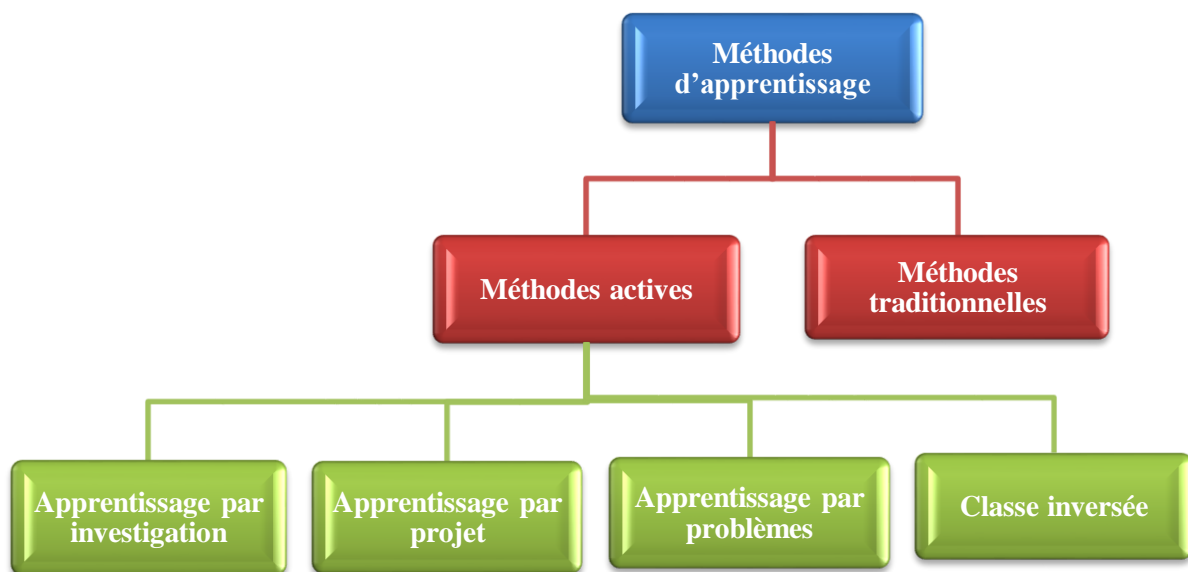 Méthodes
d’apprentissage
Méthodes actives
Méthodes
traditionnelles
Apprentissage par
investigation
Apprentissage par
projet
Apprentissage par
problèmes
Classe inversée